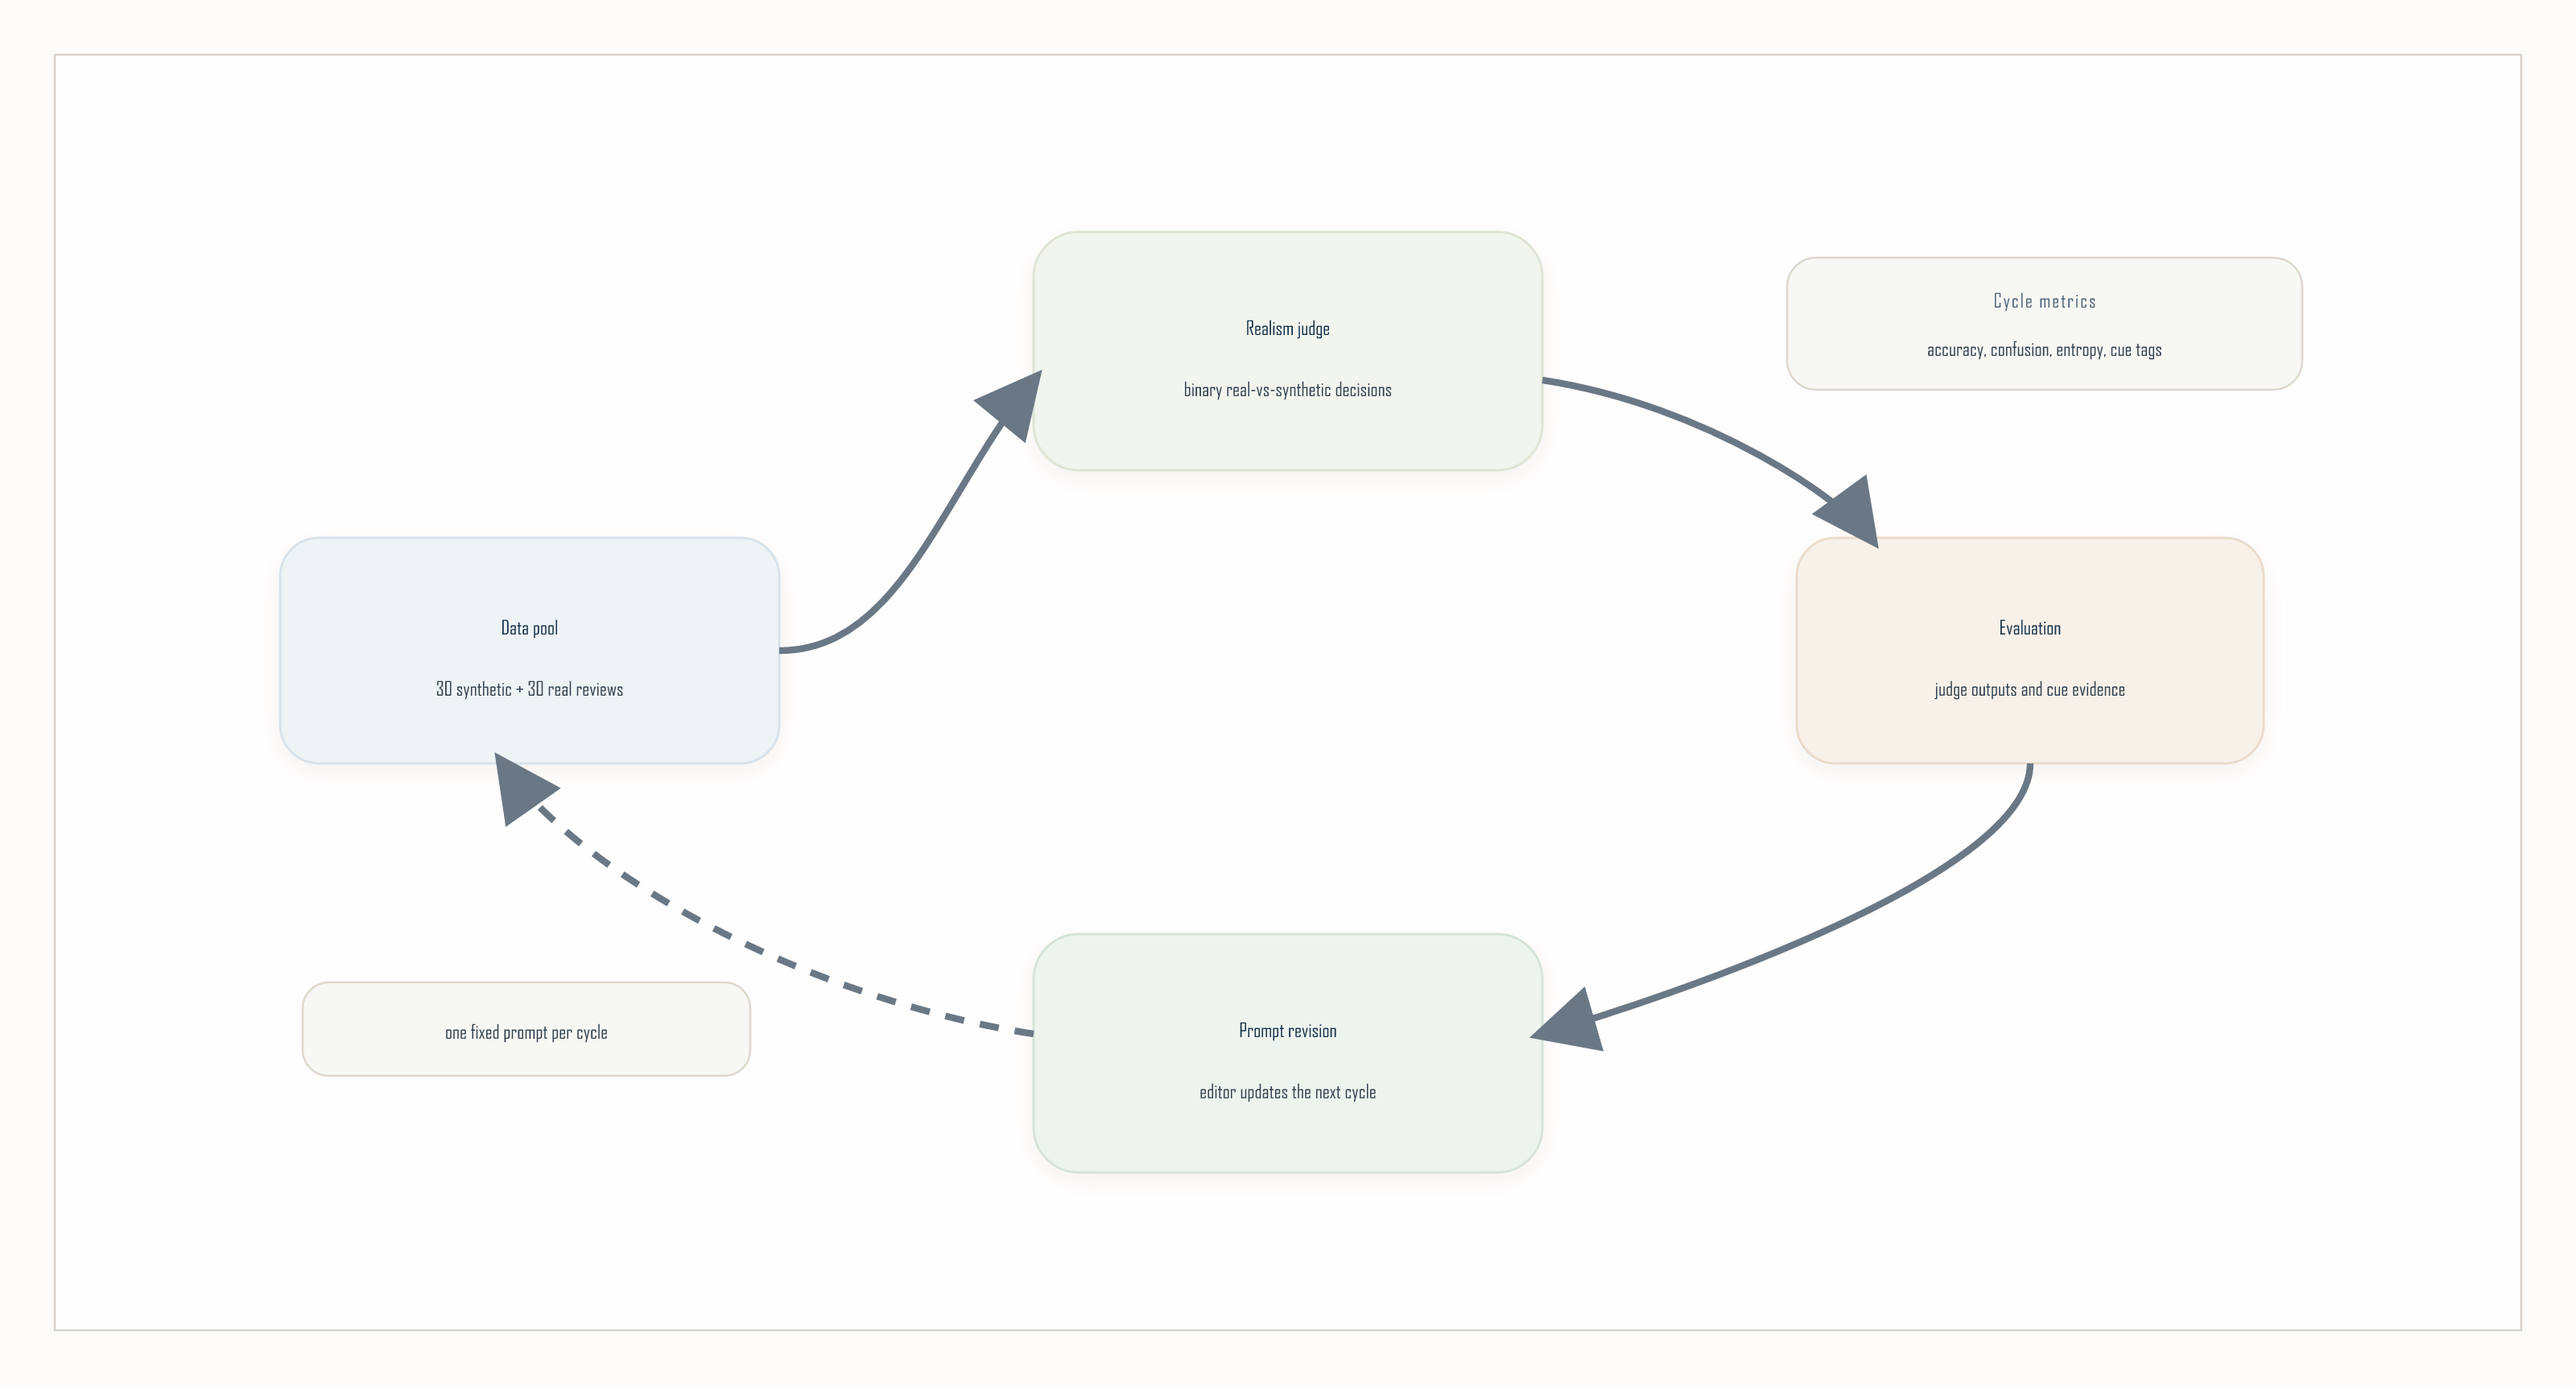 Realism judge
binary real-vs-synthetic decisions
Cycle metrics
accuracy, confusion, entropy, cue tags
Data pool
30 synthetic + 30 real reviews
Evaluation
judge outputs and cue evidence
one fixed prompt per cycle
Prompt revision
editor updates the next cycle